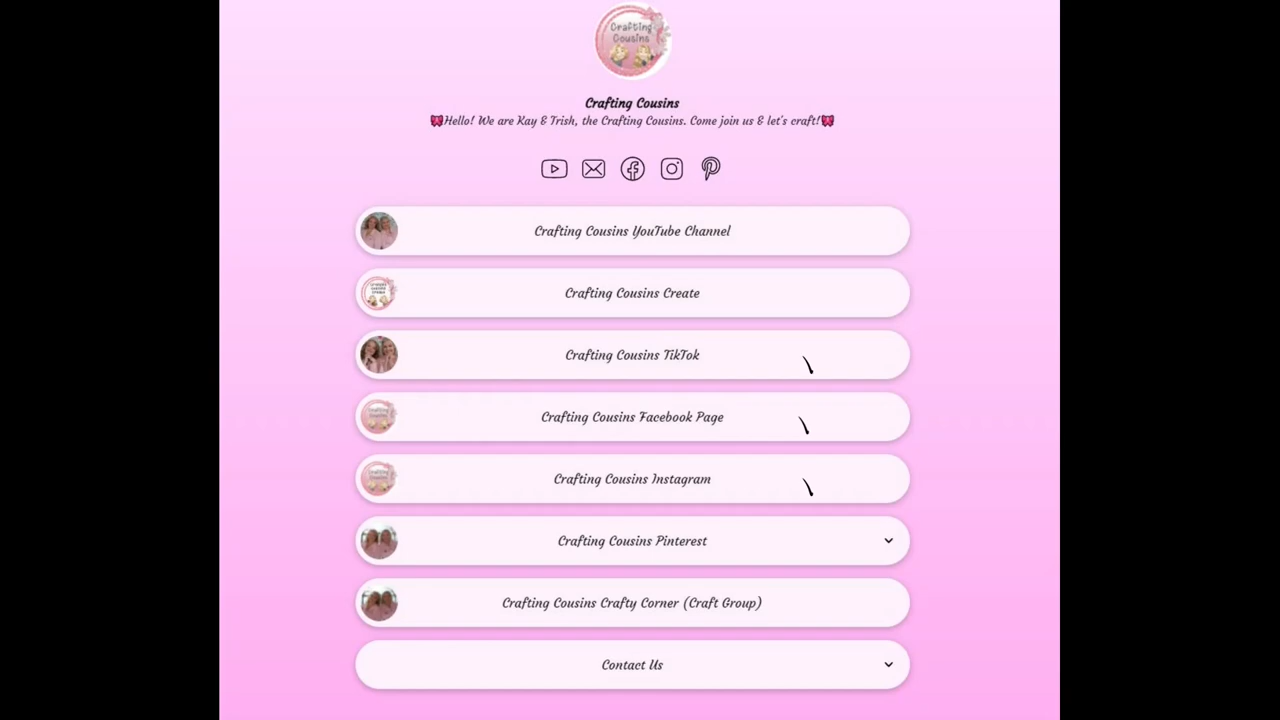 Crafting
Cousins
Crafting Cousins
🎀Hello! We are Kay & Trish, the Crafting Cousins. Come join us & let's craft!🎀
Crafting Cousins YouTube Channel
Crafting Cousins Create
Crafting Cousins TikTok
Crafting Cousins Facebook Page
Crafting Cousins Instagram
Crafting Cousins Pinterest
Crafting Cousins Crafty Corner (Craft Group)
Contact Us